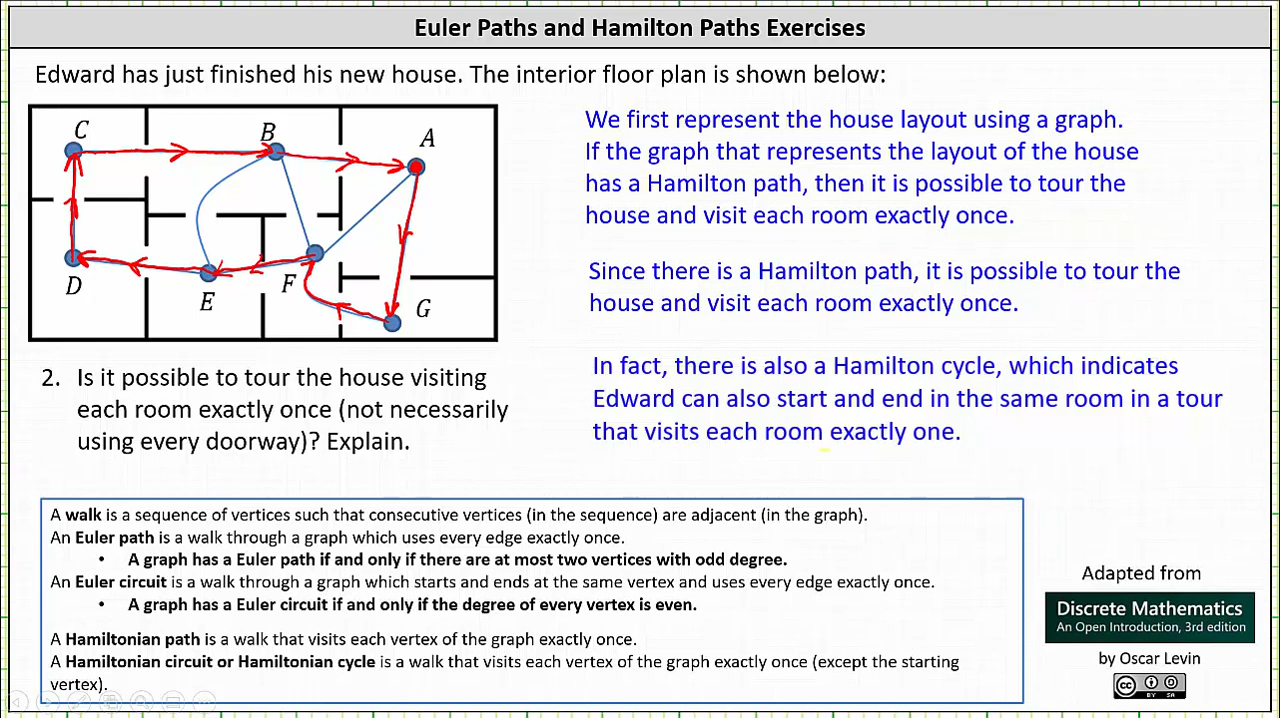 Euler Paths and Hamilton Paths Exercises
Edward has just finished his new house. The interior floor plan is shown below:
C
B
A
D
E
F
G
We first represent the house layout using a graph.
If the graph that represents the layout of the house
has a Hamilton path, then it is possible to tour the
house and visit each room exactly once.
Since there is a Hamilton path, it is possible to tour the
house and visit each room exactly once.
In fact, there is also a Hamilton cycle, which indicates
Edward can also start and end in the same room in a tour
that visits each room exactly one.
2. Is it possible to tour the house visiting
each room exactly once (not necessarily
using every doorway)? Explain.
A walk is a sequence of vertices such that consecutive vertices (in the sequence) are adjacent (in the graph).
An Euler path is a walk through a graph which uses every edge exactly once.
• A graph has a Euler path if and only if there are at most two vertices with odd degree.
An Euler circuit is a walk through a graph which starts and ends at the same vertex and uses every edge exactly once.
• A graph has a Euler circuit if and only if the degree of every vertex is even.
A Hamiltonian path is a walk that visits each vertex of the graph exactly once.
A Hamiltonian circuit or Hamiltonian cycle is a walk that visits each vertex of the graph exactly once (except the starting
vertex).
Adapted from
Discrete Mathematics
An Open Introduction, 3rd edition
by Oscar Levin
cc
BY SA